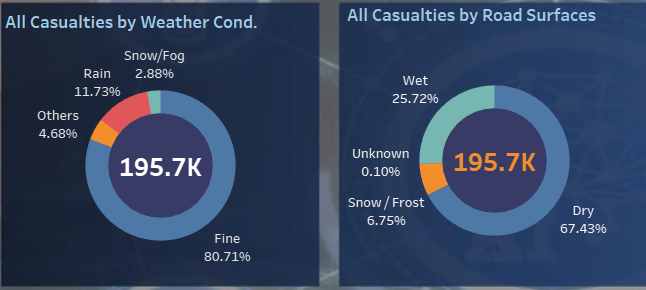 All Casualties by Weather Cond.
Snow/Fog
2.88%
Rain
11.73%
Others
4.68%
195.7K
Fine
80.71%
All Casualties by Road Surfaces
Wet
25.72%
Unknown
0.10%
195.7K
Snow / Frost
6.75%
Dry
67.43%